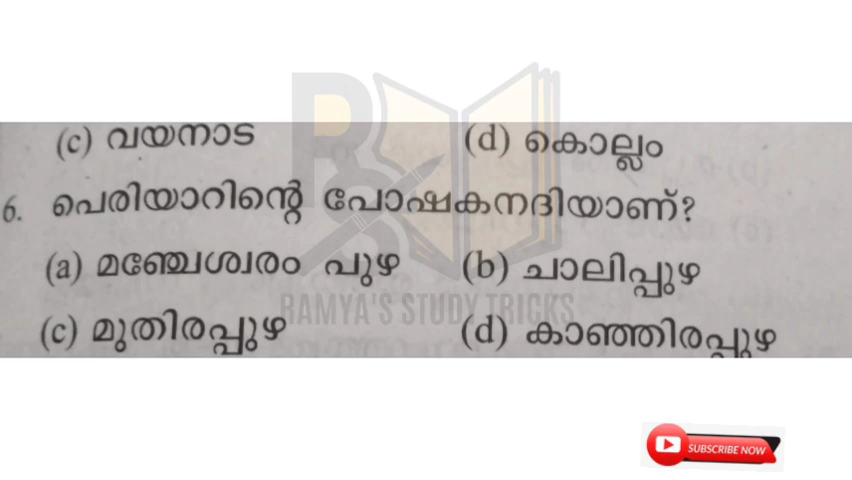 (c) വയനാട (d) കൊല്ലം
6. പെരിയാറിന്റെ പോഷകനദിയാണ്?
(a) മഞ്ചേശ്വരം പുഴ (b) ചാലിപ്പുഴ
RAMYA'S STUDY TRICKS
(c) മുതിരപ്പുഴ (d) കാഞ്ഞിരപ്പുഴ
SUBSCRIBE NOW